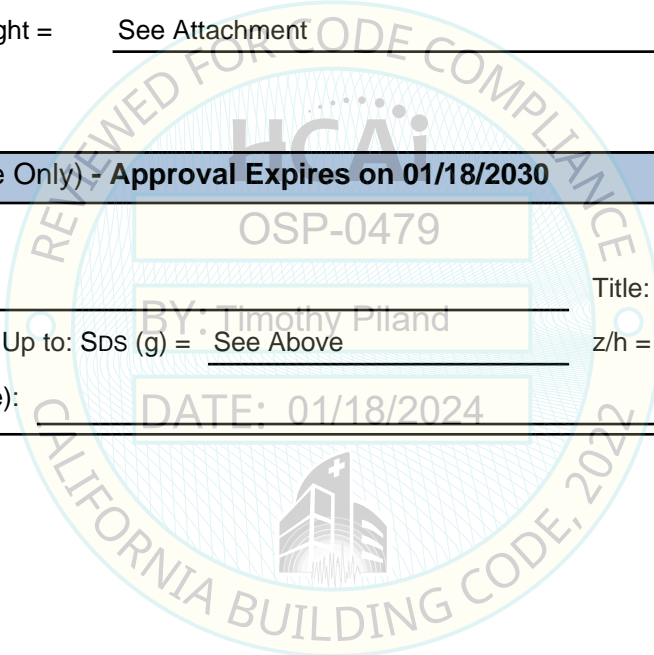 ght = See Attachment
REVIEWED FOR CODE COMPLIANCE
HCAi
e Only) - Approval Expires on 01/18/2030
OSP-0479
Title:
BY: Timothy Piland
Up to: SDS (g) = See Above z/h =
e):
DATE: 01/18/2024
CALIFORNIA BUILDING CODE, 2022